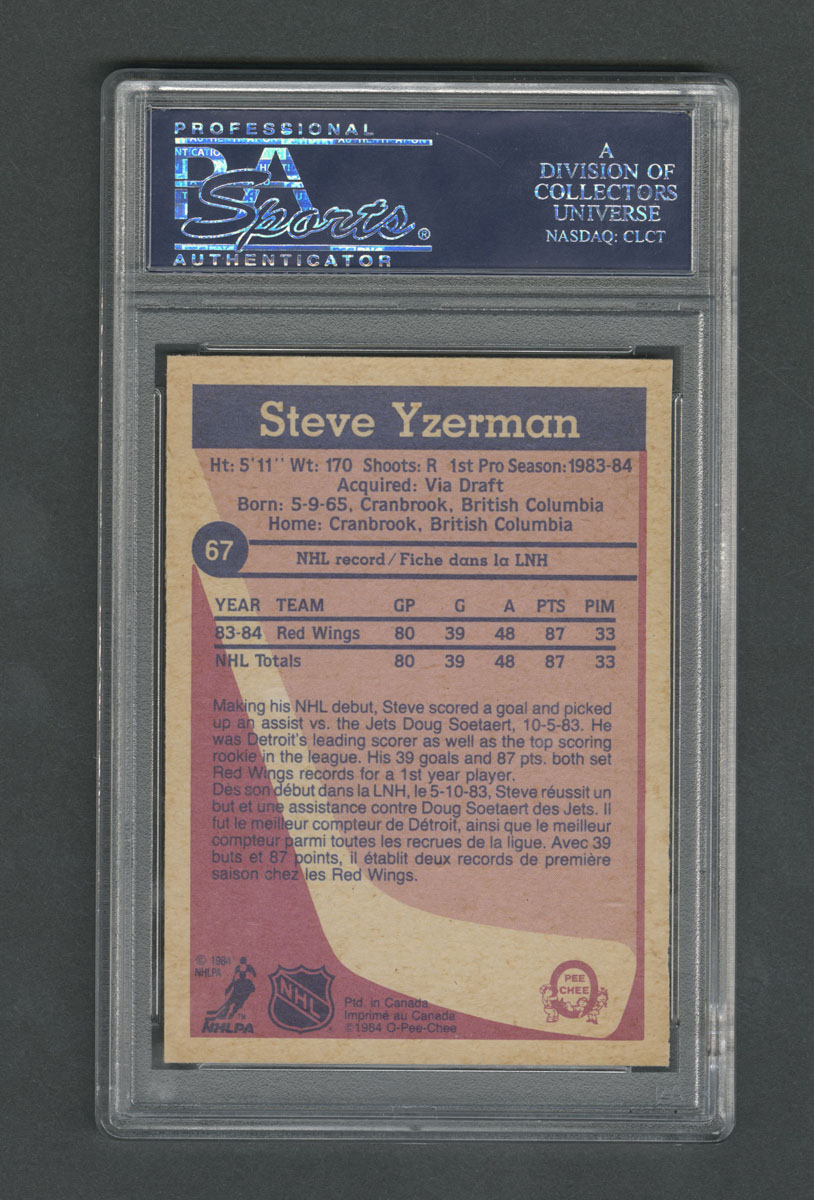 PROFESSIONAL
PSA
Sports®
AUTHENTICATOR
A
DIVISION OF
COLLECTORS
UNIVERSE
NASDAQ: CLCT
Steve Yzerman
Ht: 5'11" Wt: 170 Shoots: R 1st Pro Season: 1983-84
Acquired: Via Draft
Born: 5-9-65, Cranbrook, British Columbia
Home: Cranbrook, British Columbia
67
NHL record/Fiche dans la LNH
YEAR TEAM GP G A PTS PIM
83-84 Red Wings 80 39 48 87 33
NHL Totals 80 39 48 87 33
Making his NHL debut, Steve scored a goal and picked
up an assist vs. the Jets Doug Soetaert, 10-5-83. He
was Detroit's leading scorer as well as the top scoring
rookie in the league. His 39 goals and 87 pts. both set
Red Wings records for a 1st year player.
Dès son début dans la LNH, le 5-10-83, Steve réussit un
but et une assistance contre Doug Soetaert des Jets. Il
fut le meilleur compteur de Détroit, ainsi que le meilleur
compteur parmi toutes les recrues de la ligue. Avec 39
buts et 87 points, il établit deux records de première
saison chez les Red Wings.
© 1984
NHLPA
NHLPA
NHL
Ptd. in Canada
Imprimé au Canada
©1984 O-Pee-Chee
PEE
CHEE